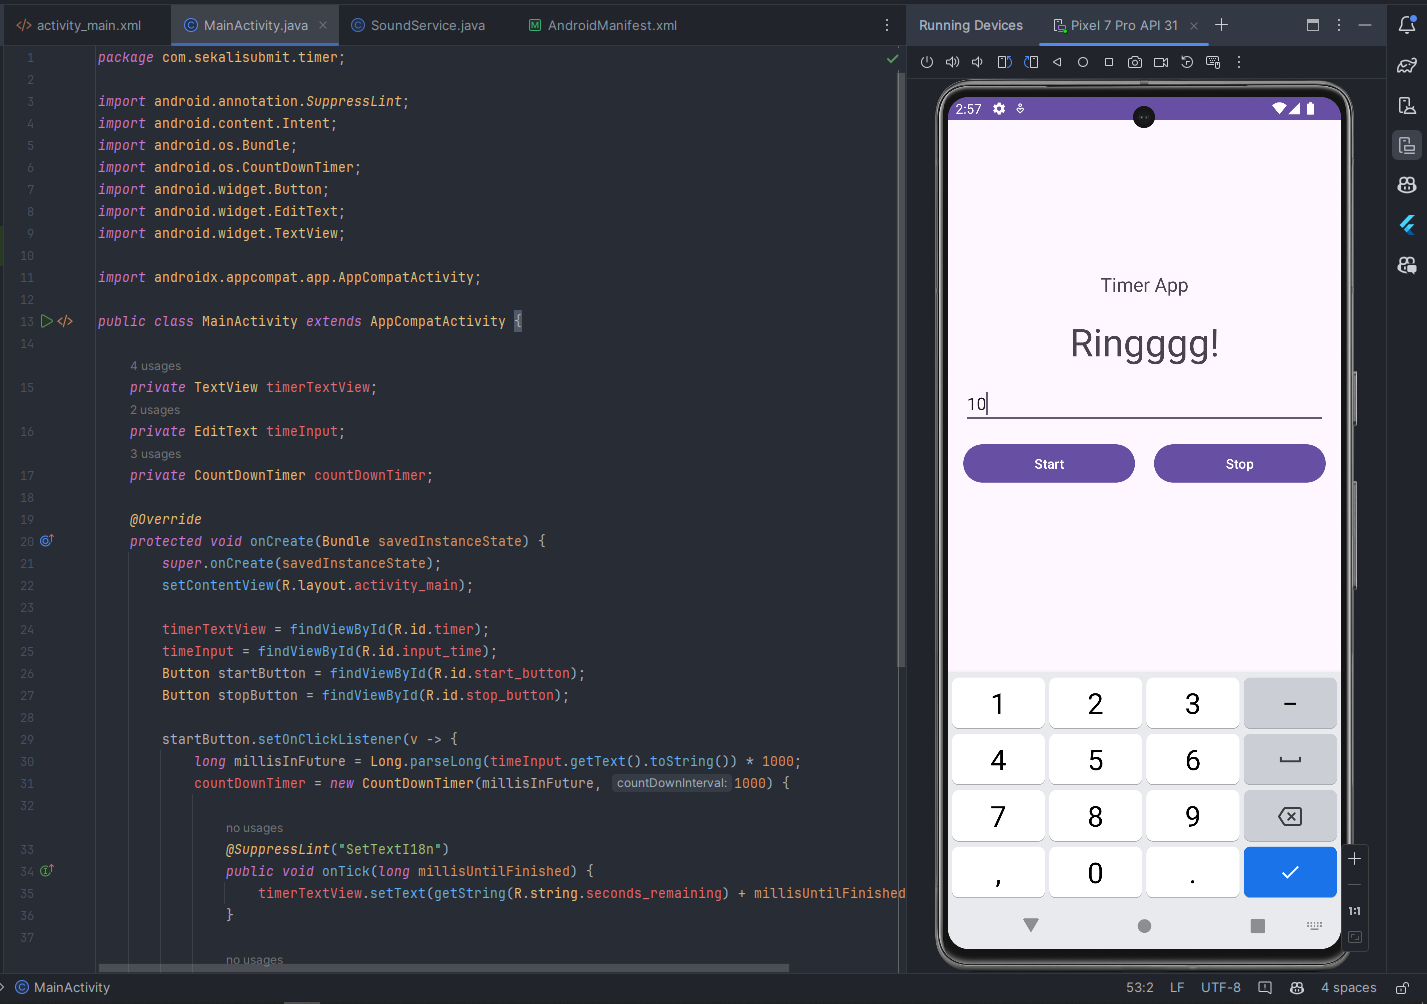 activity_main.xml
MainActivity.java
SoundService.java
AndroidManifest.xml
1 package com.sekalisubmit.timer;
2
3 import android.annotation.SuppressLint;
4 import android.content.Intent;
5 import android.os.Bundle;
6 import android.os.CountDownTimer;
7 import android.widget.Button;
8 import android.widget.EditText;
9 import android.widget.TextView;
10
11 import androidx.appcompat.app.AppCompatActivity;
12
13 public class MainActivity extends AppCompatActivity {
14
4 usages
15 private TextView timerTextView;
2 usages
16 private EditText timeInput;
3 usages
17 private CountDownTimer countDownTimer;
18
19 @Override
20 protected void onCreate(Bundle savedInstanceState) {
21 super.onCreate(savedInstanceState);
22 setContentView(R.layout.activity_main);
23
24 timerTextView = findViewById(R.id.timer);
25 timeInput = findViewById(R.id.input_time);
26 Button startButton = findViewById(R.id.start_button);
27 Button stopButton = findViewById(R.id.stop_button);
28
29 startButton.setOnClickListener(v -> {
30 long millisInFuture = Long.parseLong(timeInput.getText().toString()) * 1000;
31 countDownTimer = new CountDownTimer(millisInFuture, countDownInterval: 1000) {
32
no usages
33 @SuppressLint("SetTextI18n")
34 public void onTick(long millisUntilFinished) {
35 timerTextView.setText(getString(R.string.seconds_remaining) + millisUntilFinished
36 }
37
no usages
MainActivity
53:2 LF UTF-8 4 spaces
Running Devices
Pixel 7 Pro API 31
2:57
Timer App
Ringggg!
10
Start
Stop
1 2 3 −
4 5 6
7 8 9
, 0 .
1:1